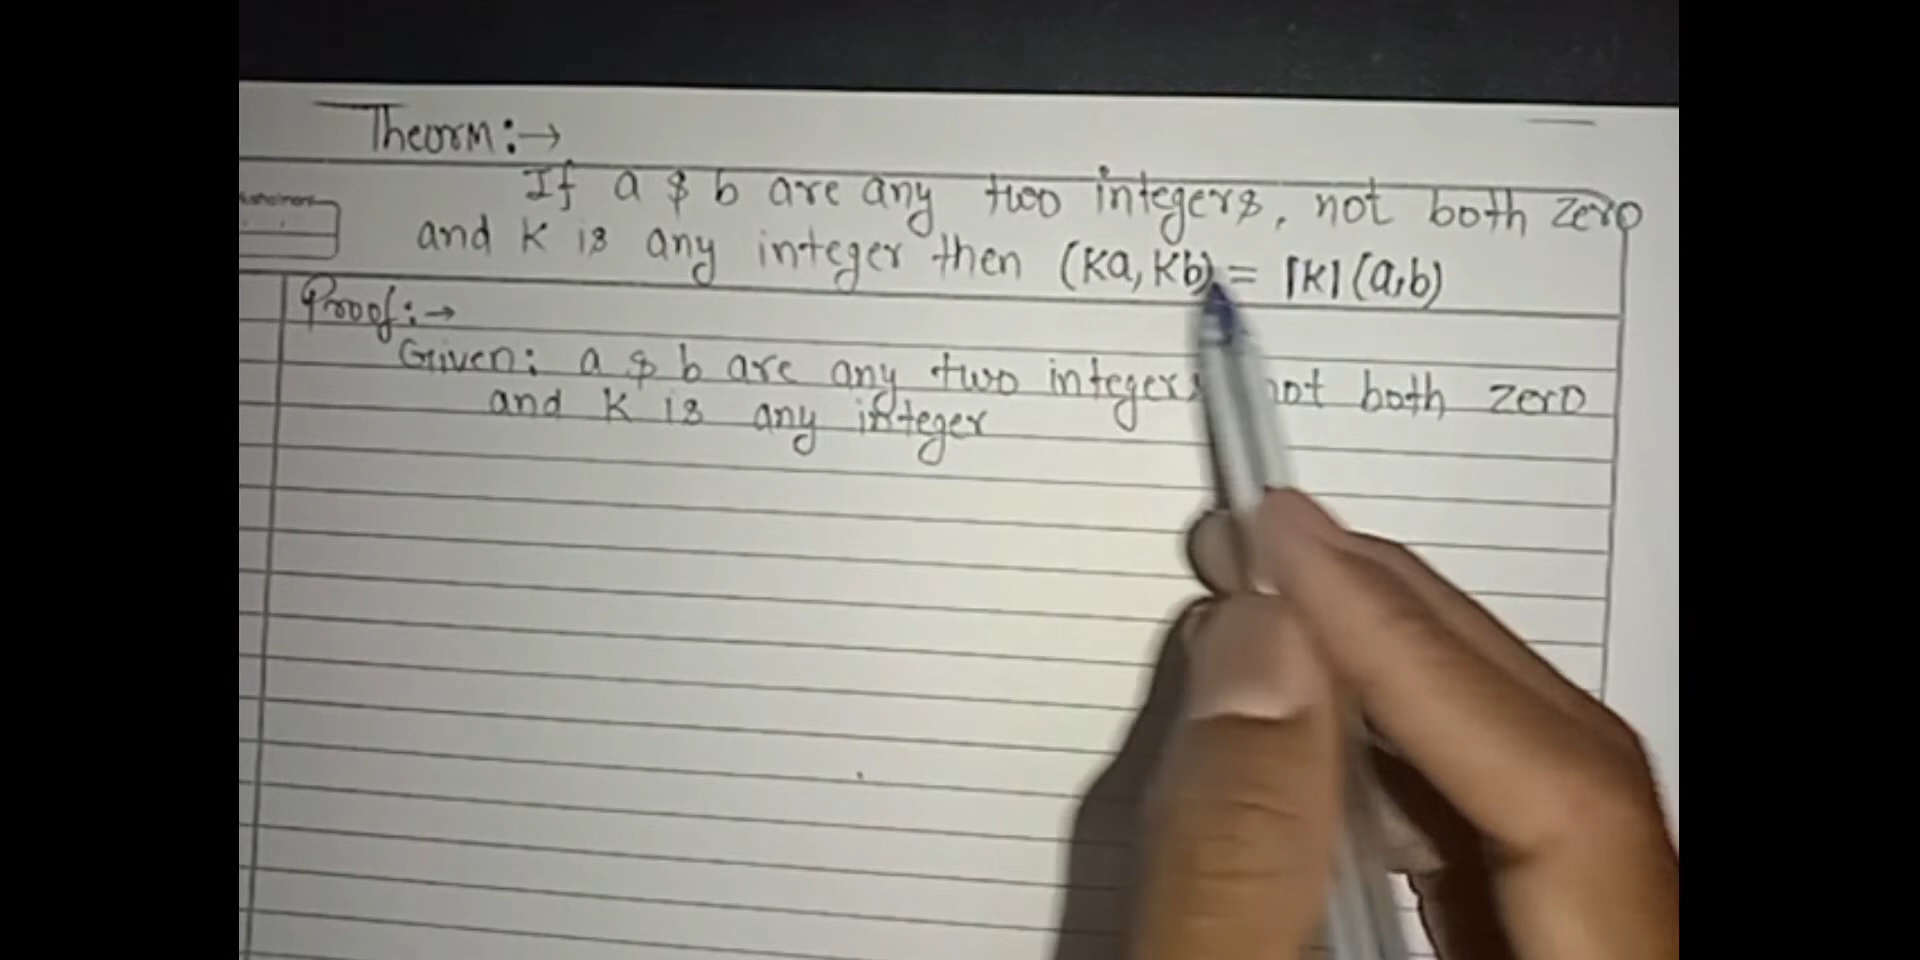 Theorm:→
If a & b are any two integers, not both zero
and K is any integer then (Ka, Kb) = |K| (a,b)
Proof:→
Given: a & b are any two integers not both zero
and K is any integer